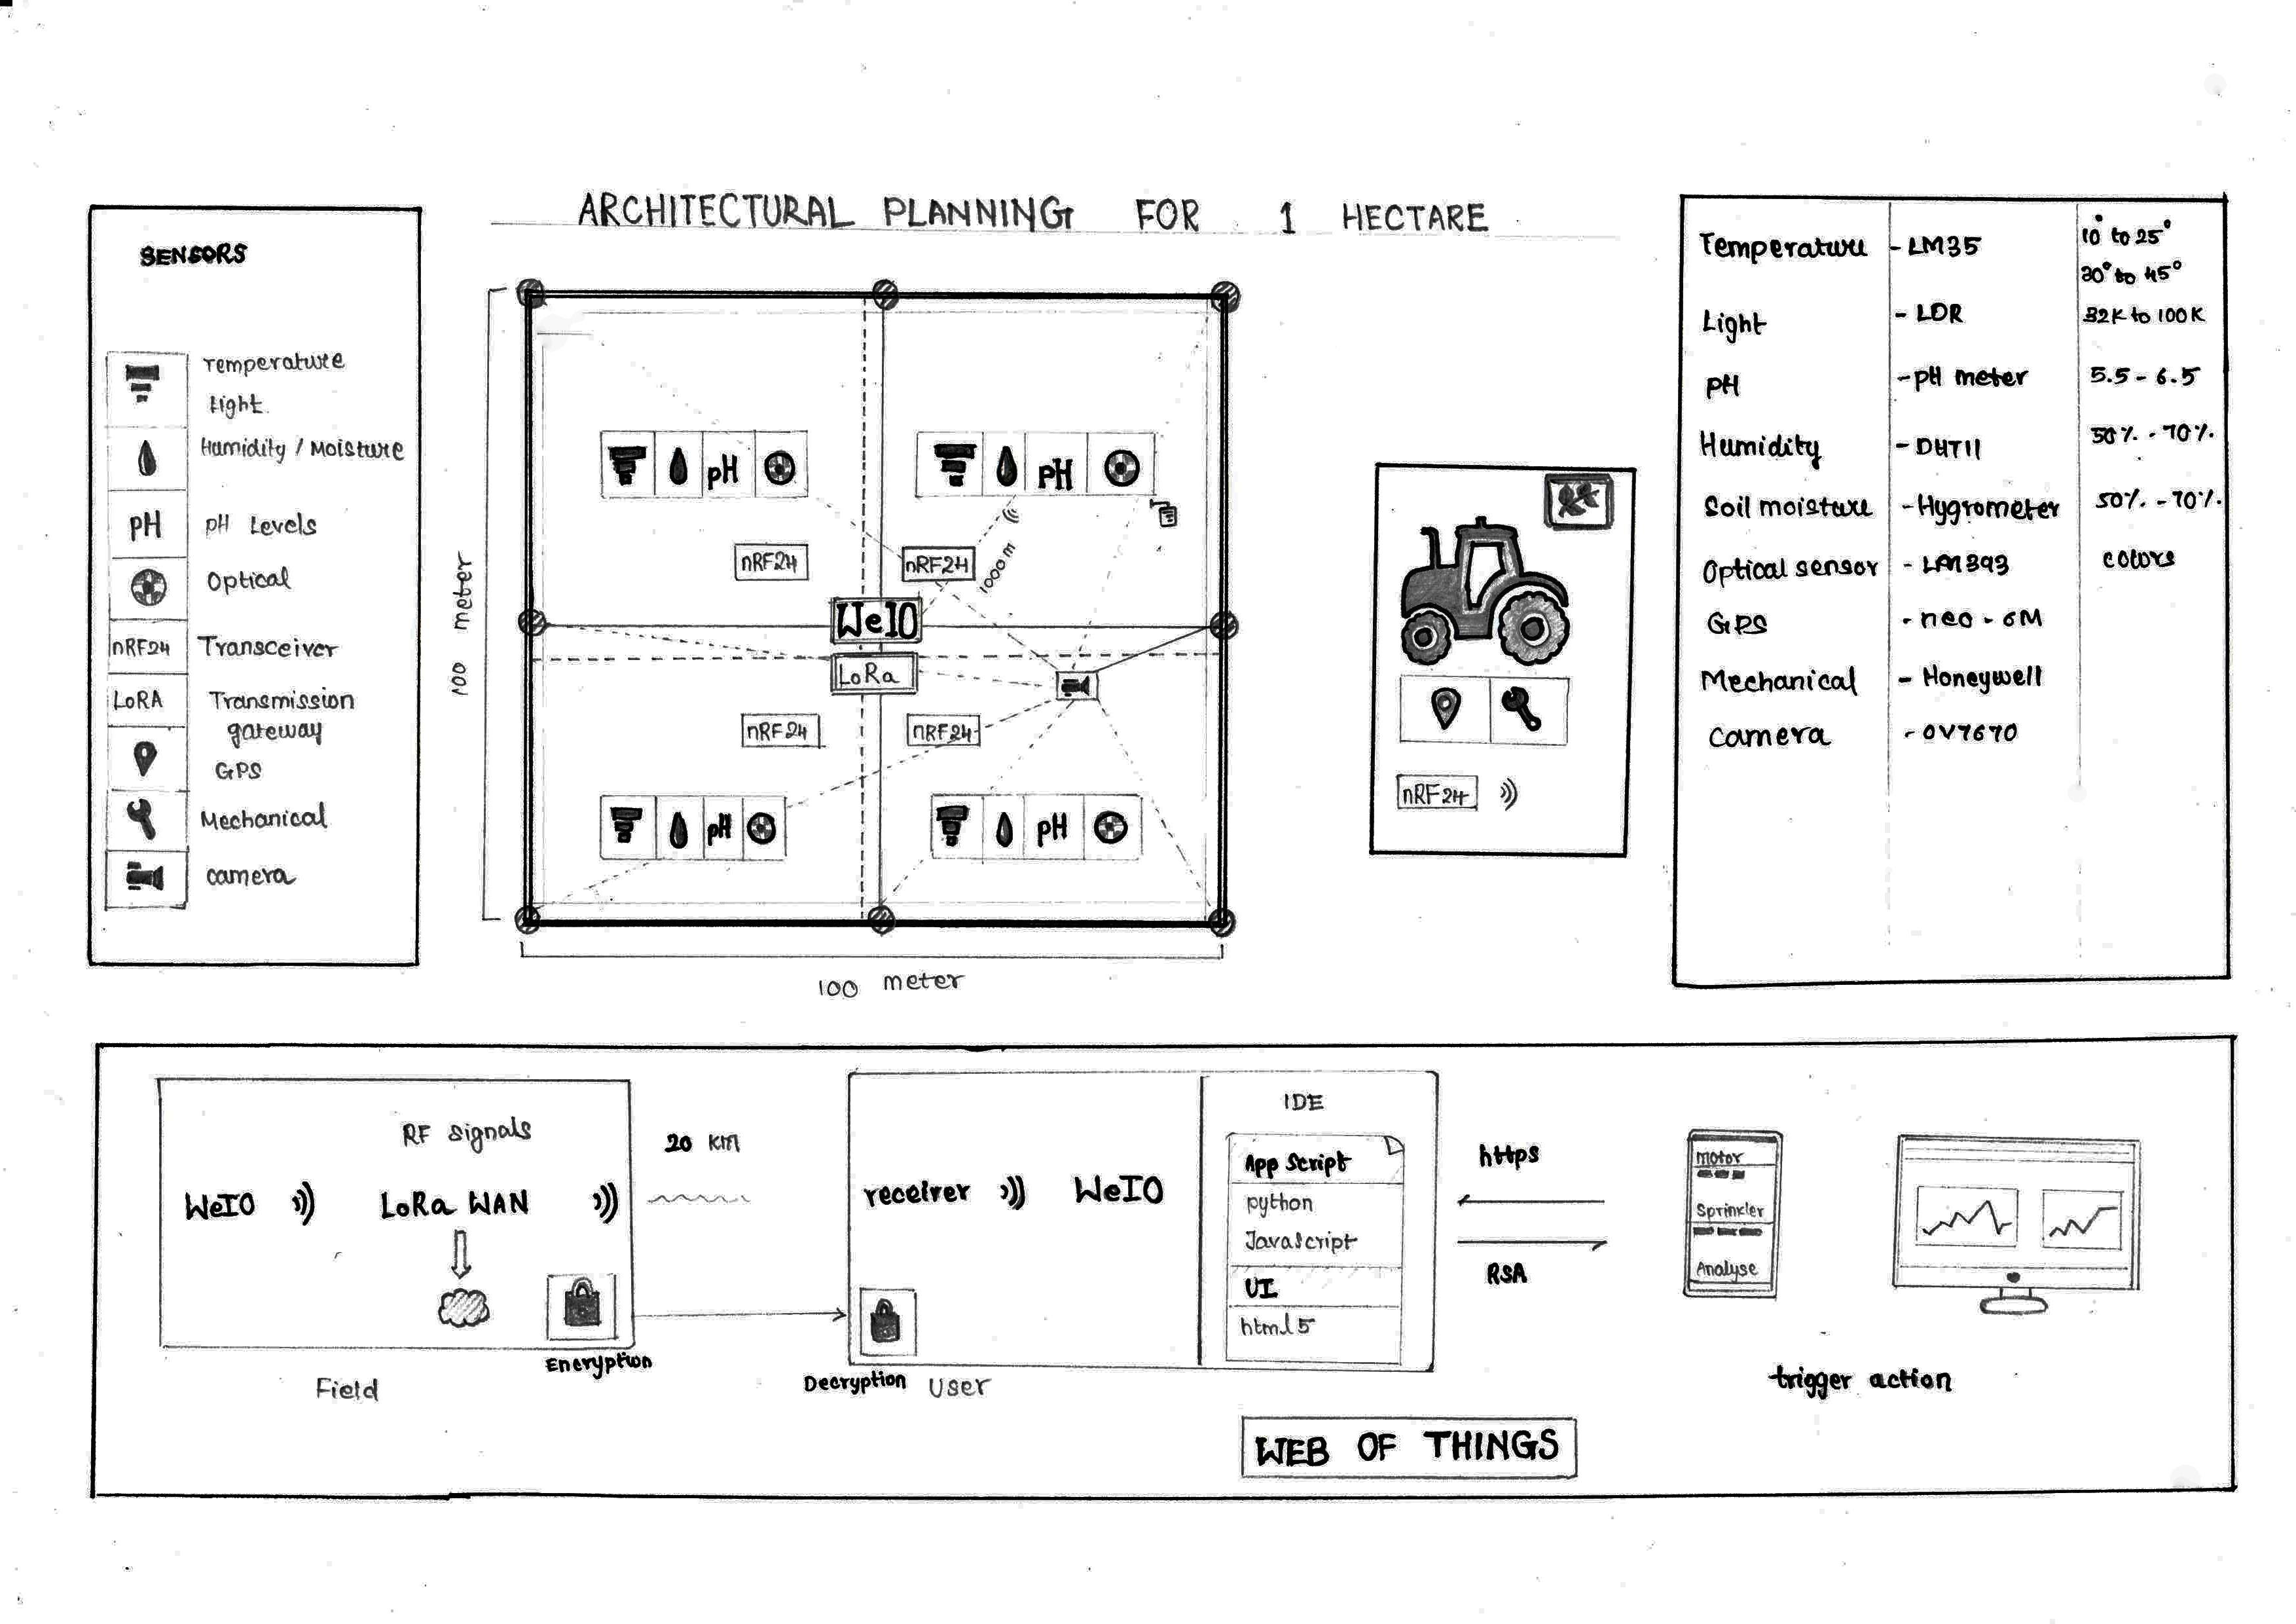 ARCHITECTURAL PLANNING FOR 1 HECTARE
SENSORS
Temperature
Light
Humidity / Moisture
pH
pH Levels
Optical
nRF24
Transceiver
LoRA
Transmission
gateway
GPS
Mechanical
camera
100 meter
pH
pH
nRF24
nRF24
1000m
WeIO
LoRa
nRF24
nRF24
pH
pH
100 meter
nRF24
Temperature - LM35 10° to 25°
30° to 45°
Light - LDR 32K to 100K
pH - pH meter 5.5 - 6.5
Humidity - DHT11 50% - 70%.
Soil moisture - Hygrometer 50% - 70%.
Optical sensor - LM393 colors
GPS - neo - 6M
Mechanical - Honeywell
camera - OV7670
RF signals
WeIO
LoRa WAN
Encryption
Field
20 KM
receiver
WeIO
Decryption
User
IDE
App Script
python
Javascript
UI
html5
https
RSA
motor
Sprinkler
Analyse
trigger action
WEB OF THINGS